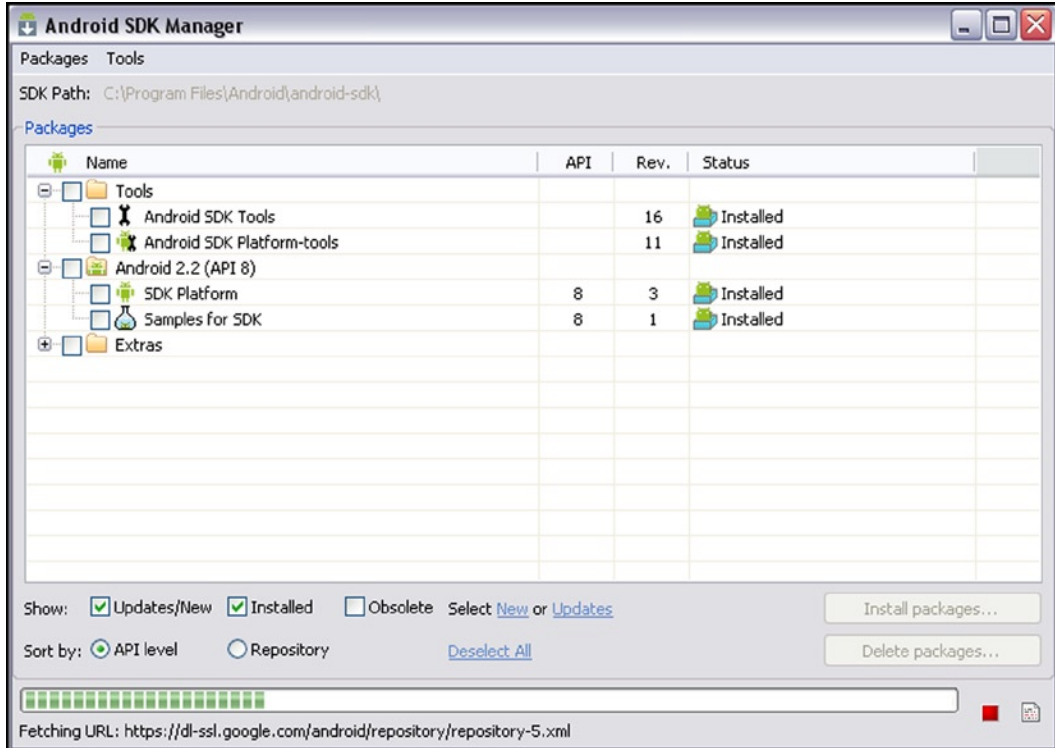 Android SDK Manager
Packages Tools
SDK Path: C:\Program Files\Android\android-sdk\
Packages
Name API Rev. Status
Tools
Android SDK Tools 16 Installed
Android SDK Platform-tools 11 Installed
Android 2.2 (API 8)
SDK Platform 8 3 Installed
Samples for SDK 8 1 Installed
Extras
Show: Updates/New Installed Obsolete Select New or Updates Install packages...
Sort by: API level Repository Deselect All Delete packages...
Fetching URL: https://dl-ssl.google.com/android/repository/repository-5.xml